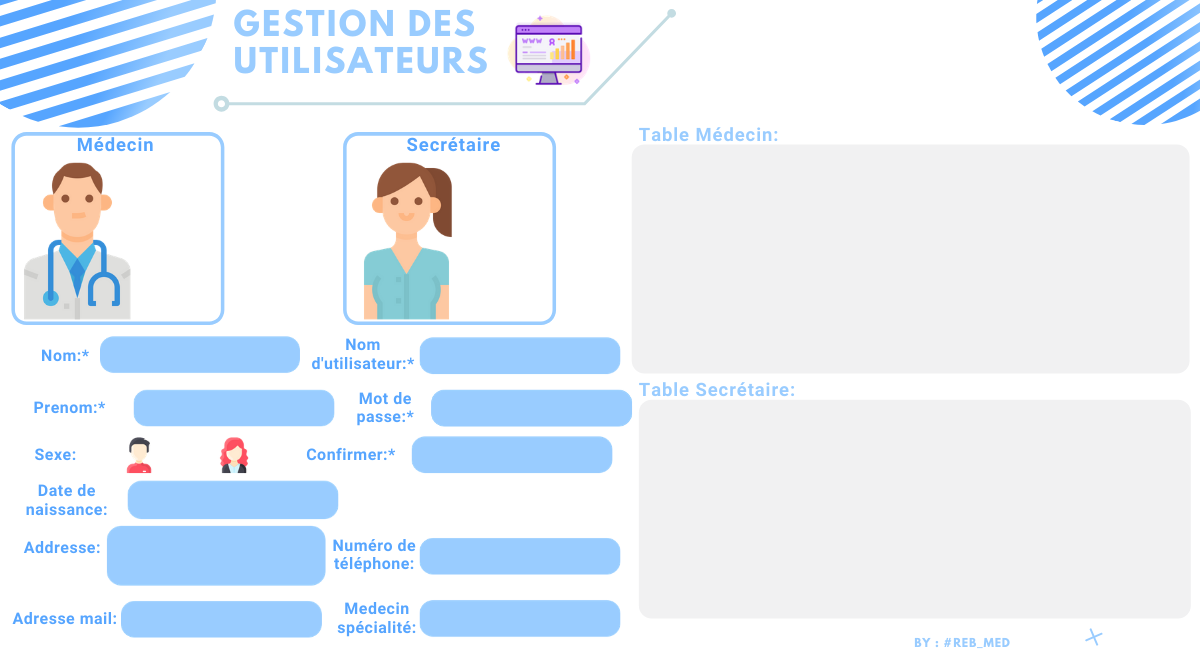 GESTION DES
UTILISATEURS
Médecin
Secrétaire
Nom:*
Nom
d'utilisateur:*
Prenom:*
Mot de
passe:*
Sexe:
Confirmer:*
Date de
naissance:
Addresse:
Numéro de
téléphone:
Adresse mail:
Medecin
spécialité:
Table Médecin:
Table Secrétaire:
BY : #REB_MED